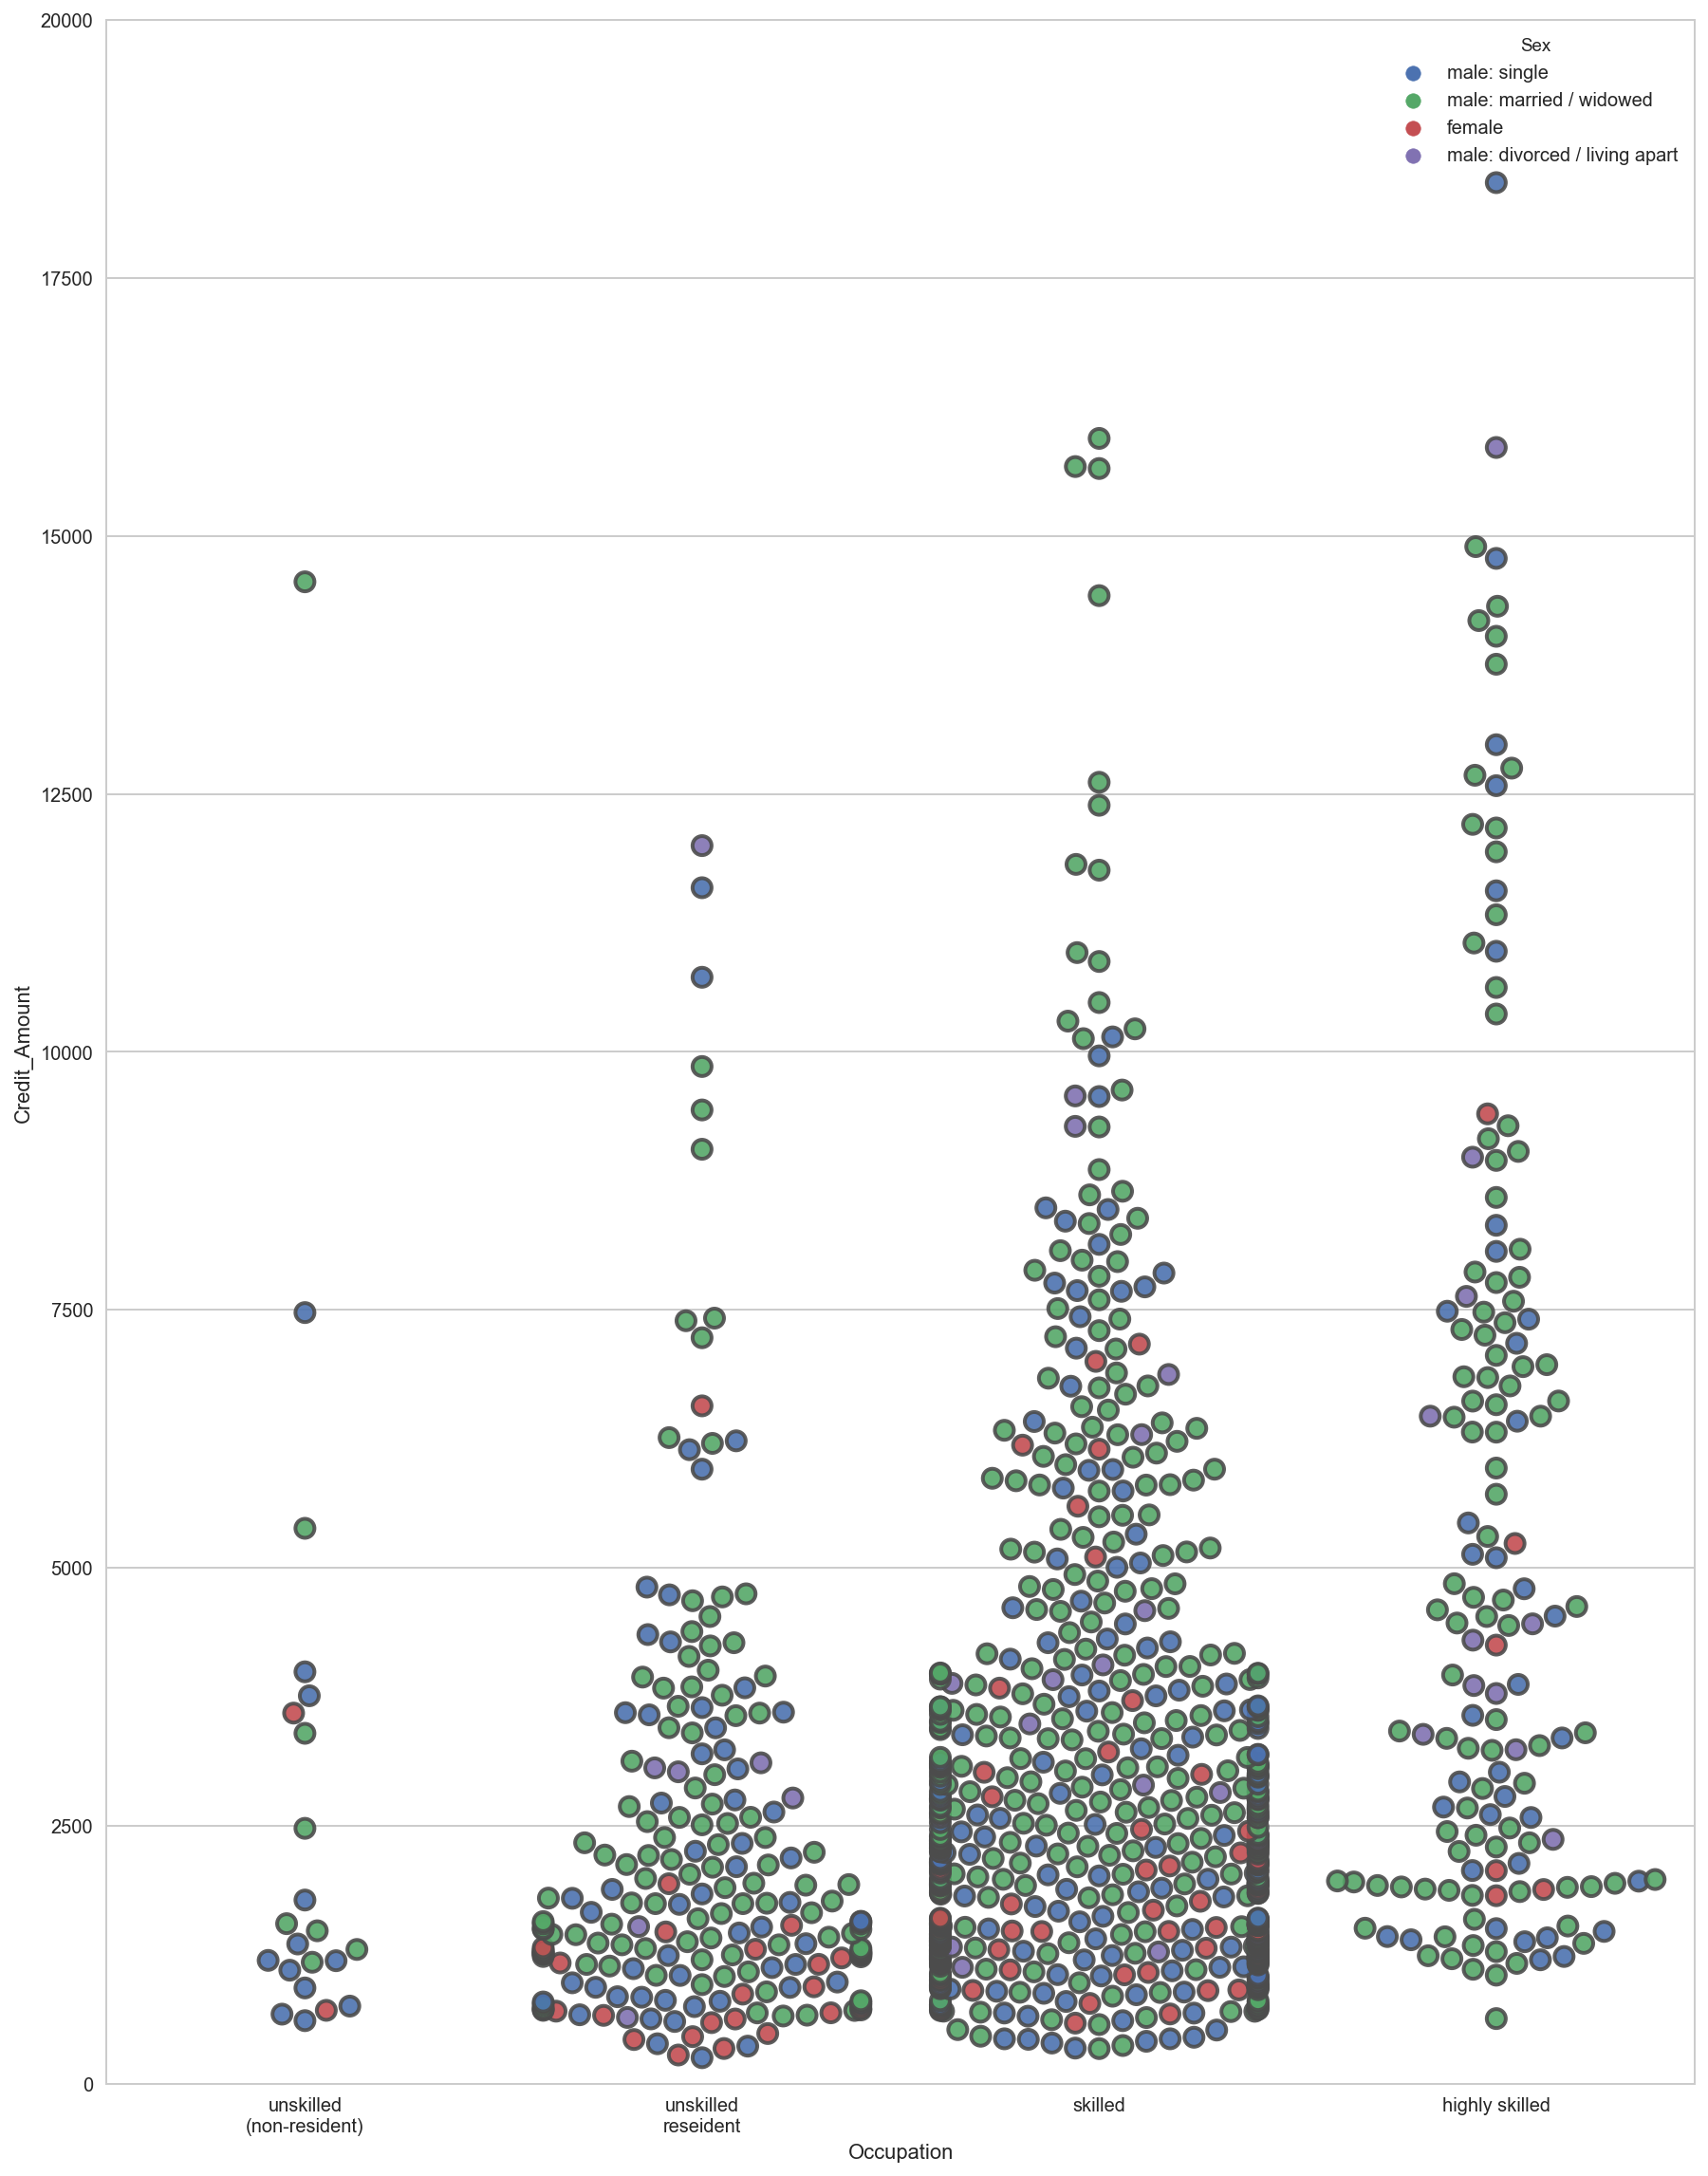 20000
17500
15000
12500
10000
7500
5000
2500
0
Credit_Amount
Sex
male: single
male: married / widowed
female
male: divorced / living apart
unskilled
(non-resident)
unskilled
reseident
skilled
highly skilled
Occupation